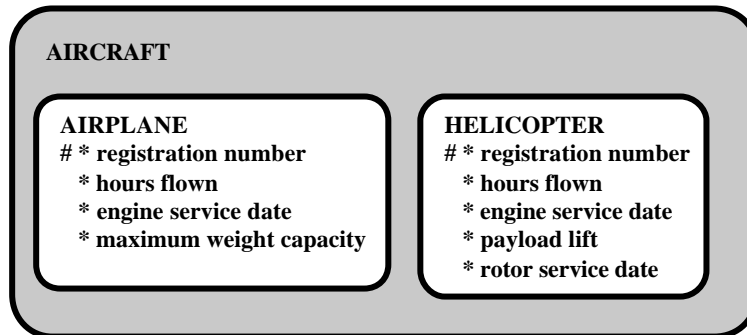 AIRCRAFT
AIRPLANE
# * registration number
* hours flown
* engine service date
* maximum weight capacity
HELICOPTER
# * registration number
* hours flown
* engine service date
* payload lift
* rotor service date